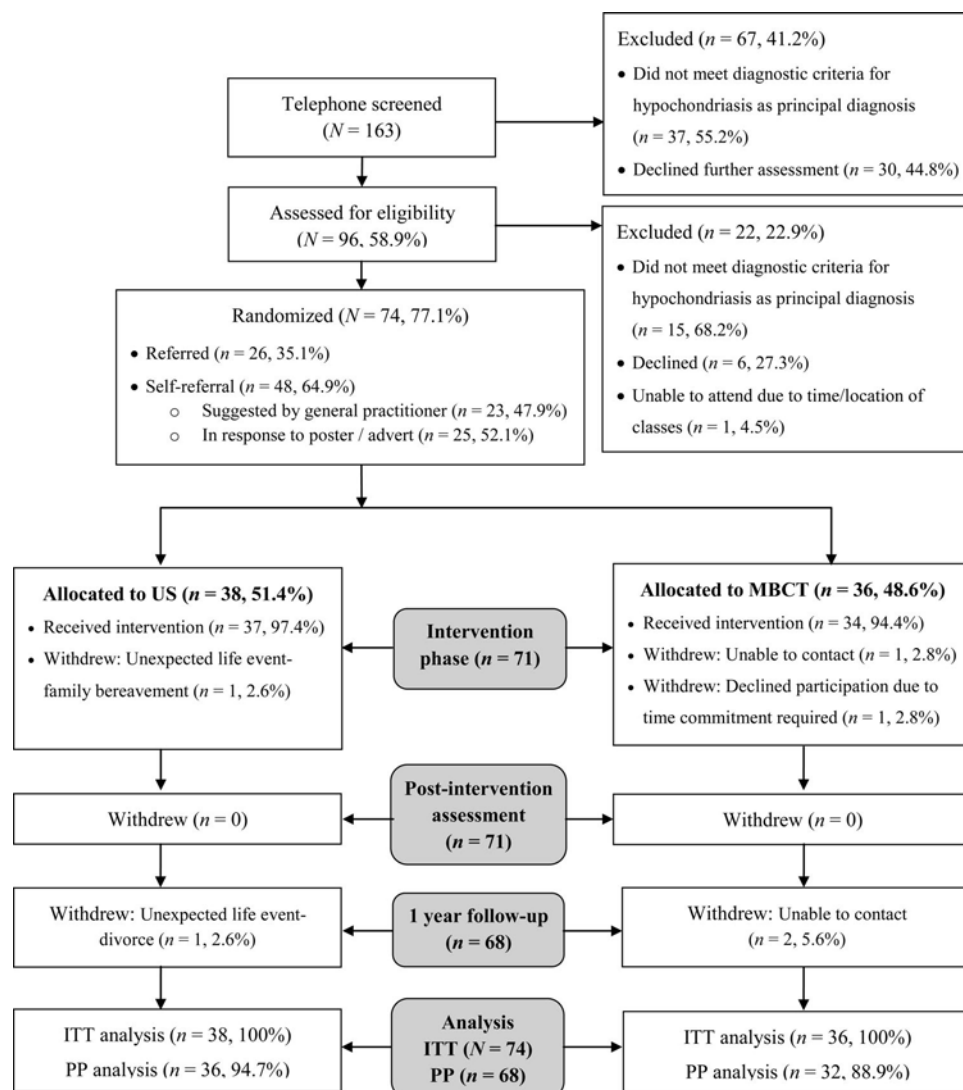 Excluded (n = 67, 41.2%)
• Did not meet diagnostic criteria for
hypochondriasis as principal diagnosis
(n = 37, 55.2%)
• Declined further assessment (n = 30, 44.8%)
Telephone screened
(N = 163)
Assessed for eligibility
(N = 96, 58.9%)
Excluded (n = 22, 22.9%)
• Did not meet diagnostic criteria for
hypochondriasis as principal diagnosis
(n = 15, 68.2%)
• Declined (n = 6, 27.3%)
• Unable to attend due to time/location of
classes (n = 1, 4.5%)
Randomized (N = 74, 77.1%)
• Referred (n = 26, 35.1%)
• Self-referral (n = 48, 64.9%)
o Suggested by general practitioner (n = 23, 47.9%)
o In response to poster / advert (n = 25, 52.1%)
Allocated to US (n = 38, 51.4%)
• Received intervention (n = 37, 97.4%)
• Withdrew: Unexpected life event-
family bereavement (n = 1, 2.6%)
Intervention
phase (n = 71)
Allocated to MBCT (n = 36, 48.6%)
• Received intervention (n = 34, 94.4%)
• Withdrew: Unable to contact (n = 1, 2.8%)
• Withdrew: Declined participation due to
time commitment required (n = 1, 2.8%)
Withdrew (n = 0)
Post-intervention
assessment
(n = 71)
Withdrew (n = 0)
Withdrew: Unexpected life event-
divorce (n = 1, 2.6%)
1 year follow-up
(n = 68)
Withdrew: Unable to contact
(n = 2, 5.6%)
ITT analysis (n = 38, 100%)
PP analysis (n = 36, 94.7%)
Analysis
ITT (N = 74)
PP (n = 68)
ITT analysis (n = 36, 100%)
PP analysis (n = 32, 88.9%)